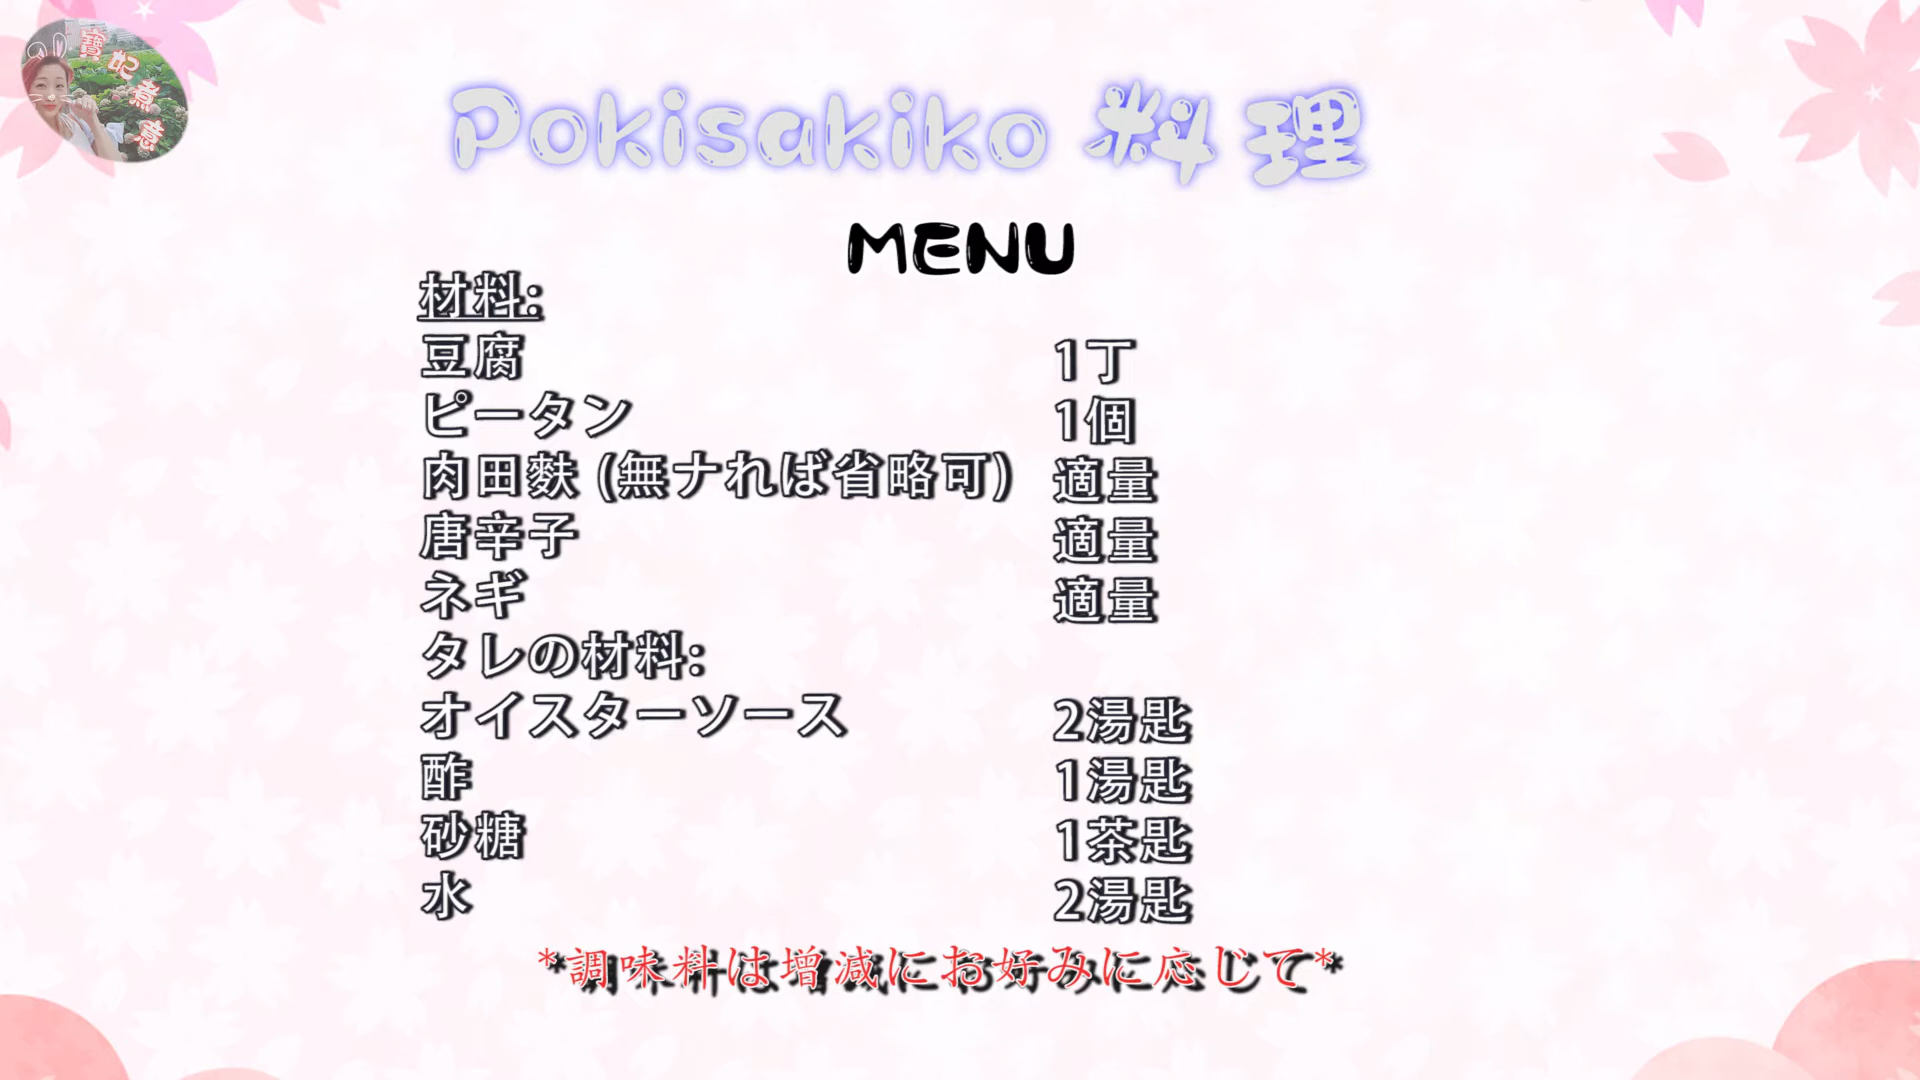 寶妃煮意
Pokisakiko 料理
MENU
材料:
豆腐 1丁
ピータン 1個
肉田麩 (無ナれば省略可) 適量
唐辛子 適量
ネギ 適量
タレの材料:
オイスターソース 2湯匙
酢 1湯匙
砂糖 1茶匙
水 2湯匙
*調味料は増減にお好みに応じて*